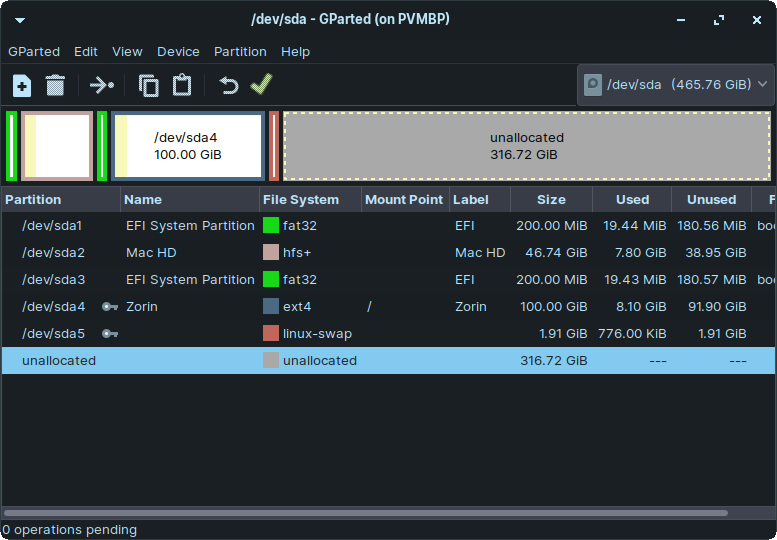 /dev/sda - GParted (on PVMBP)
GParted Edit View Device Partition Help
/dev/sda (465.76 GiB)
/dev/sda4
100.00 GiB
unallocated
316.72 GiB
Partition Name File System Mount Point Label Size Used Unused F
/dev/sda1 EFI System Partition fat32 EFI 200.00 MiB 19.44 MiB 180.56 MiB boo
/dev/sda2 Mac HD hfs+ Mac HD 46.74 GiB 7.80 GiB 38.95 GiB
/dev/sda3 EFI System Partition fat32 EFI 200.00 MiB 19.43 MiB 180.57 MiB boo
/dev/sda4 Zorin ext4 / Zorin 100.00 GiB 8.10 GiB 91.90 GiB
/dev/sda5 linux-swap 1.91 GiB 776.00 KiB 1.91 GiB
unallocated unallocated 316.72 GiB --- ---
0 operations pending